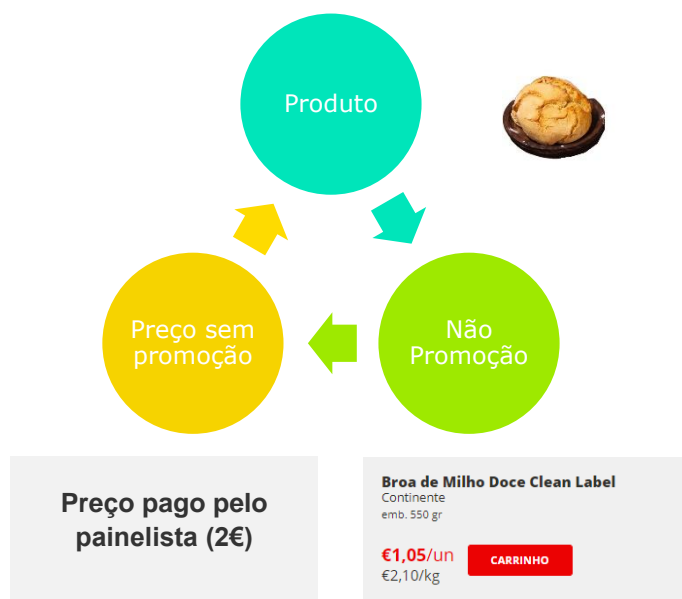 Produto
Preço sem
promoção
Não
Promoção
Preço pago pelo
painelista (2€)
Broa de Milho Doce Clean Label
Continente
emb. 550 gr
€1,05/un
CARRINHO
€2,10/kg